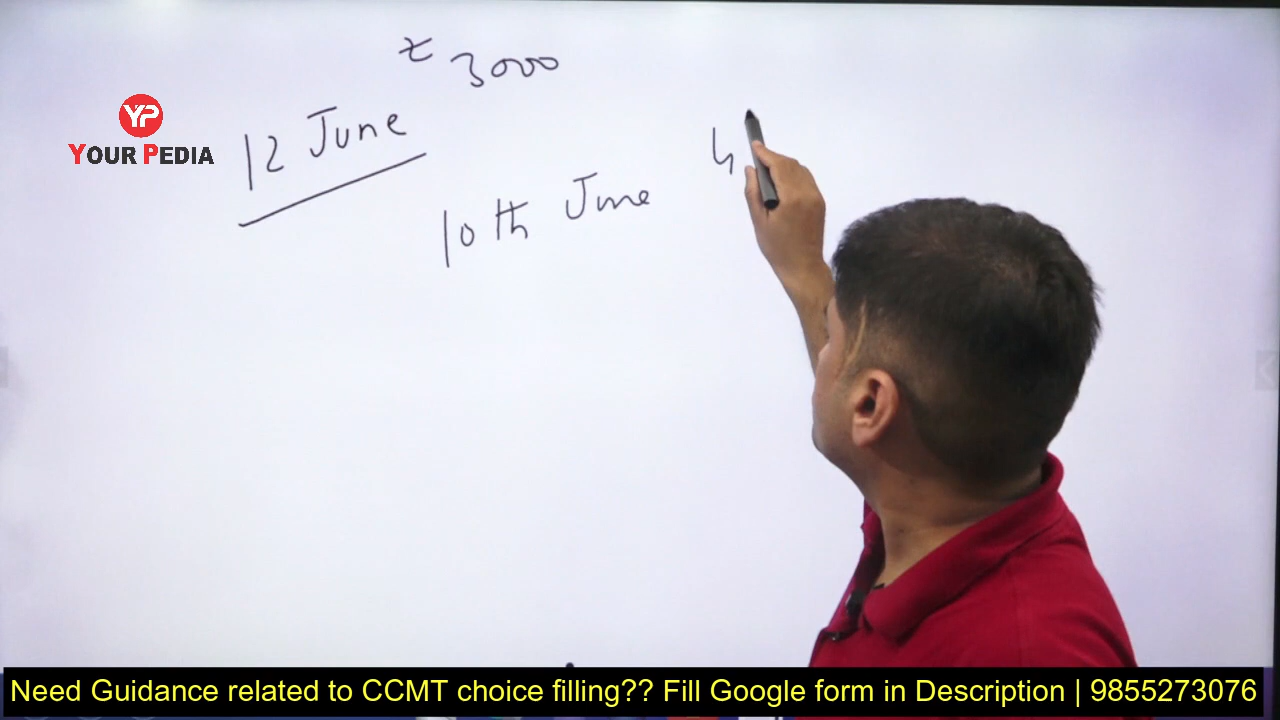 ₹ 3000
YP
YOUR PEDIA
12 June
10th June
Need Guidance related to CCMT choice filling?? Fill Google form in Description | 9855273076